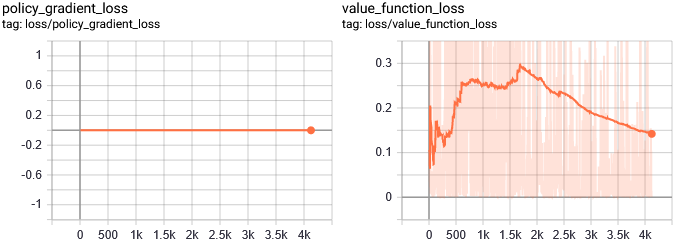 policy_gradient_loss
tag: loss/policy_gradient_loss
1
0.6
0.2
-0.2
-0.6
-1
0 500 1k 1.5k 2k 2.5k 3k 3.5k 4k
value_function_loss
tag: loss/value_function_loss
0.3
0.2
0.1
0
0 500 1k 1.5k 2k 2.5k 3k 3.5k 4k